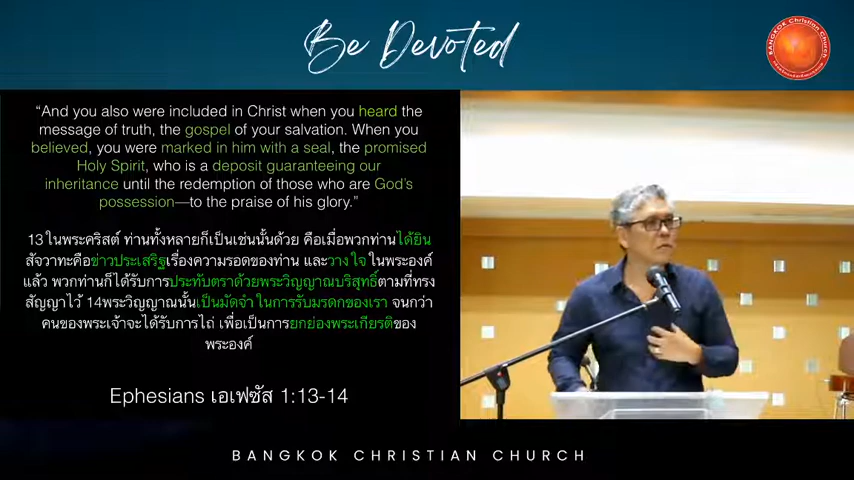 Be Devoted
BANGKOK Christian Church
“And you also were included in Christ when you heard the
message of truth, the gospel of your salvation. When you
believed, you were marked in him with a seal, the promised
Holy Spirit, who is a deposit guaranteeing our
inheritance until the redemption of those who are God’s
possession—to the praise of his glory.”
13 ในพระคริสต์ ท่านทั้งหลายก็เป็นเช่นนั้นด้วย คือเมื่อพวกท่านได้ยิน
สัจวาทะคือข่าวประเสริฐเรื่องความรอดของท่าน และวางใจ ในพระองค์
แล้ว พวกท่านก็ได้รับการประทับตราด้วยพระวิญญาณบริสุทธิ์ตามที่ทรง
สัญญาไว้ 14พระวิญญาณนั้นเป็นมัดจำ ในการรับมรดกของเรา จนกว่า
คนของพระเจ้าจะได้รับการไถ่ เพื่อเป็นการยกย่องพระเกียรติของ
พระองค์
Ephesians เอเฟซัส 1:13-14
BANGKOK CHRISTIAN CHURCH